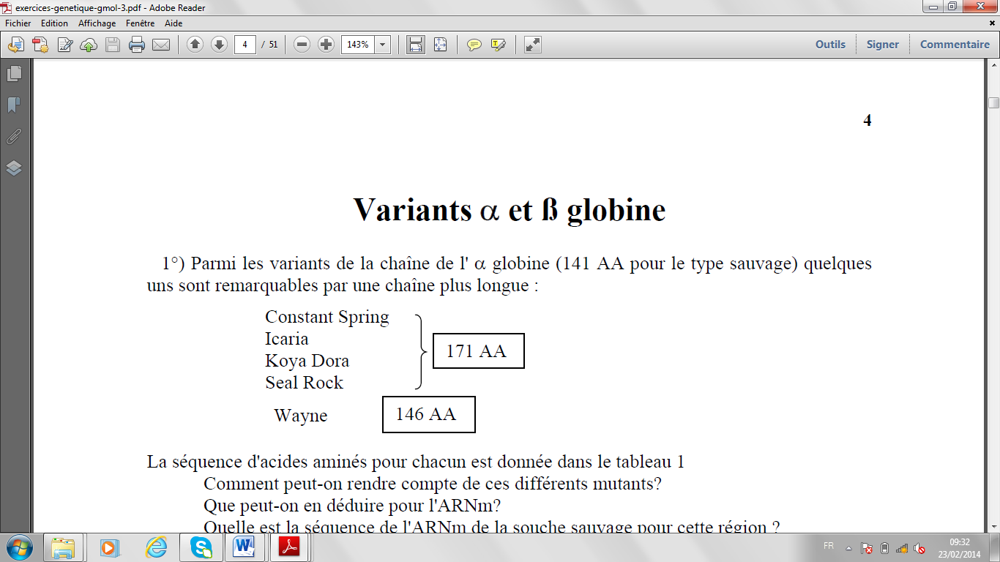 exercices-genetique-gmol-3.pdf - Adobe Reader
Fichier Edition Affichage Fenêtre Aide
4 / 51 143% Outils Signer Commentaire
4
Variants α et ß globine
1°) Parmi les variants de la chaîne de l' α globine (141 AA pour le type sauvage) quelques
uns sont remarquables par une chaîne plus longue :
Constant Spring
Icaria
171 AA
Koya Dora
Seal Rock
Wayne 146 AA
La séquence d'acides aminés pour chacun est donnée dans le tableau 1
Comment peut-on rendre compte de ces différents mutants?
Que peut-on en déduire pour l'ARNm?
Quelle est la séquence de l'ARNm de la souche sauvage pour cette région ?
FR 09:32
23/02/2014